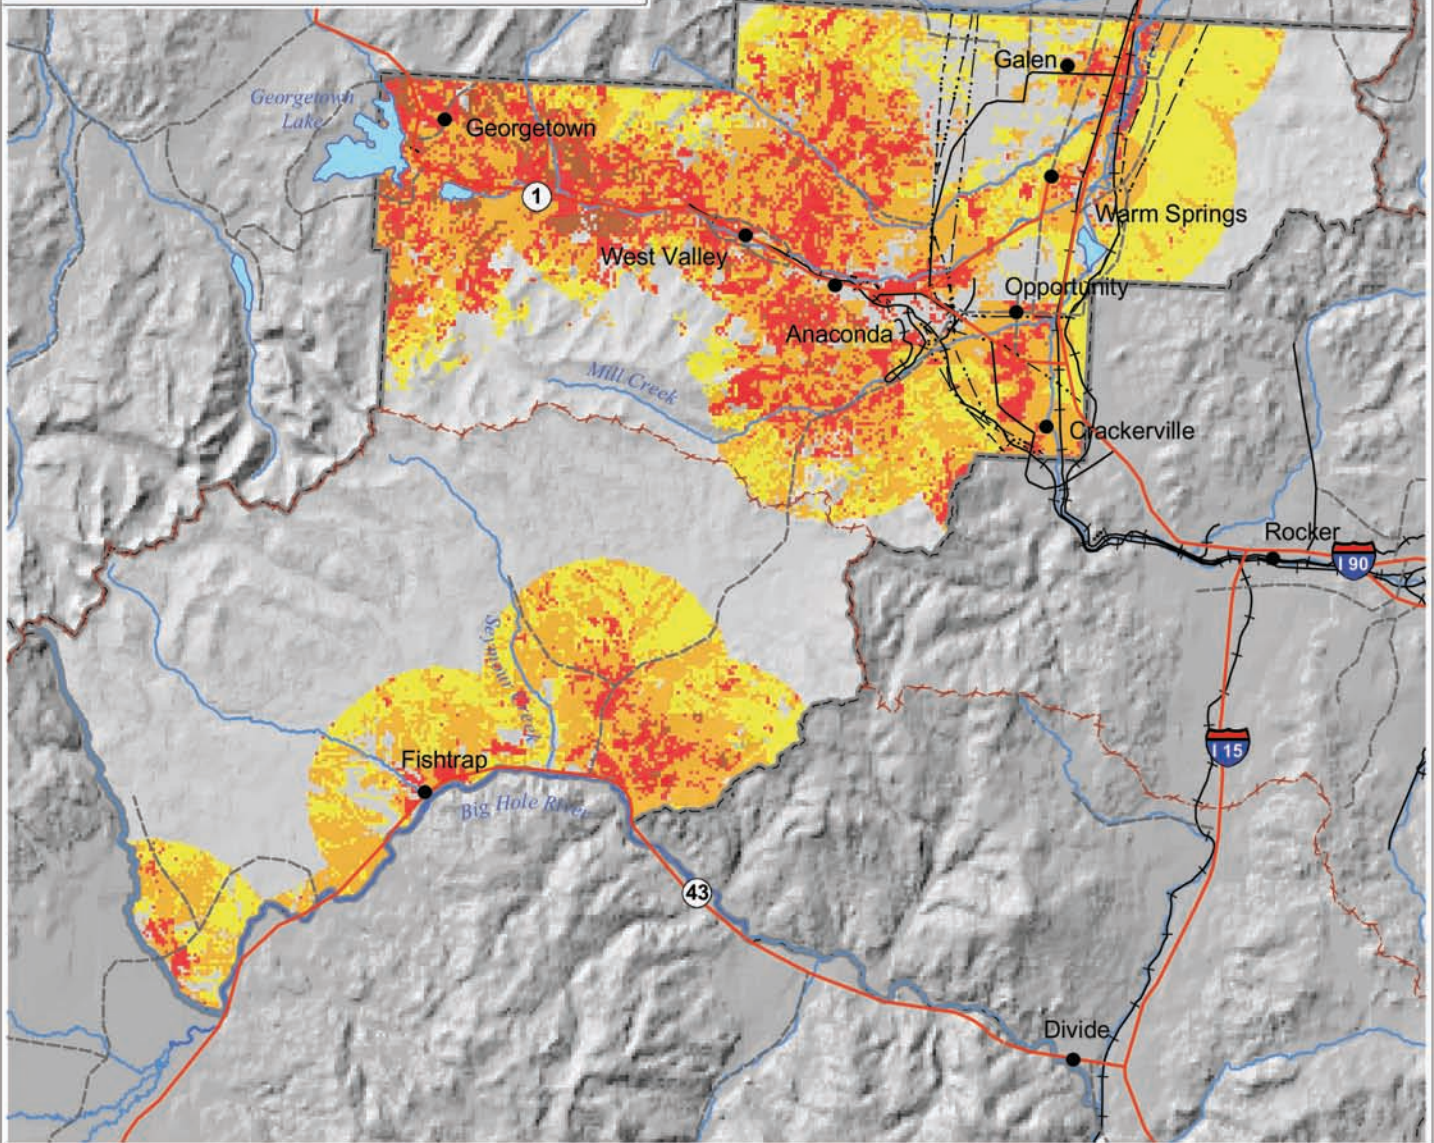 Galen
Georgetown
Lake
Georgetown
1
Warm Springs
West Valley
Opportunity
Anaconda
Mill Creek
Crackerville
Rocker
I 90
Seymour Creek
I 15
Fishtrap
Big Hole River
43
Divide